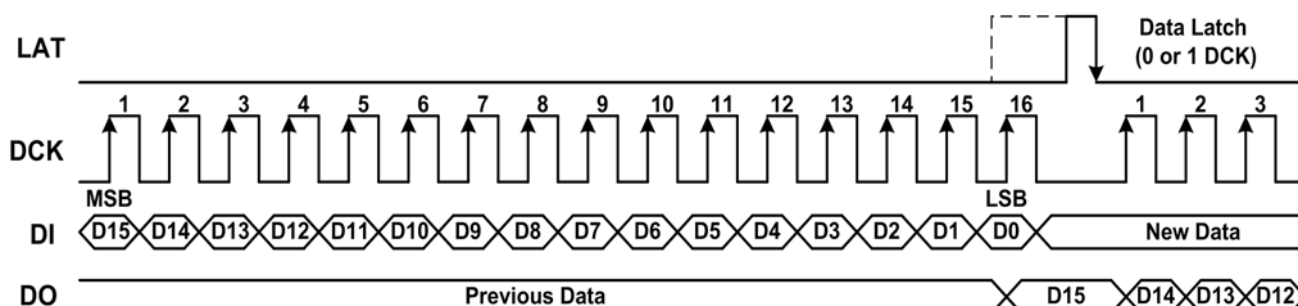 LAT
Data Latch
(0 or 1 DCK)
1 2 3 4 5 6 7 8 9 10 11 12 13 14 15 16 1 2 3
DCK
MSB LSB
DI D15 D14 D13 D12 D11 D10 D9 D8 D7 D6 D5 D4 D3 D2 D1 D0 New Data
DO Previous Data D15 D14 D13 D12